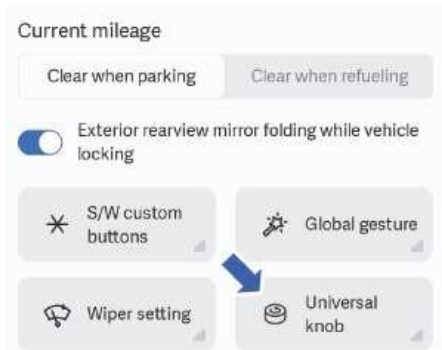 Current mileage
Clear when parking
Clear when refueling
Exterior rearview mirror folding while vehicle
locking
S/W custom
buttons
Global gesture
Wiper setting
Universal
knob